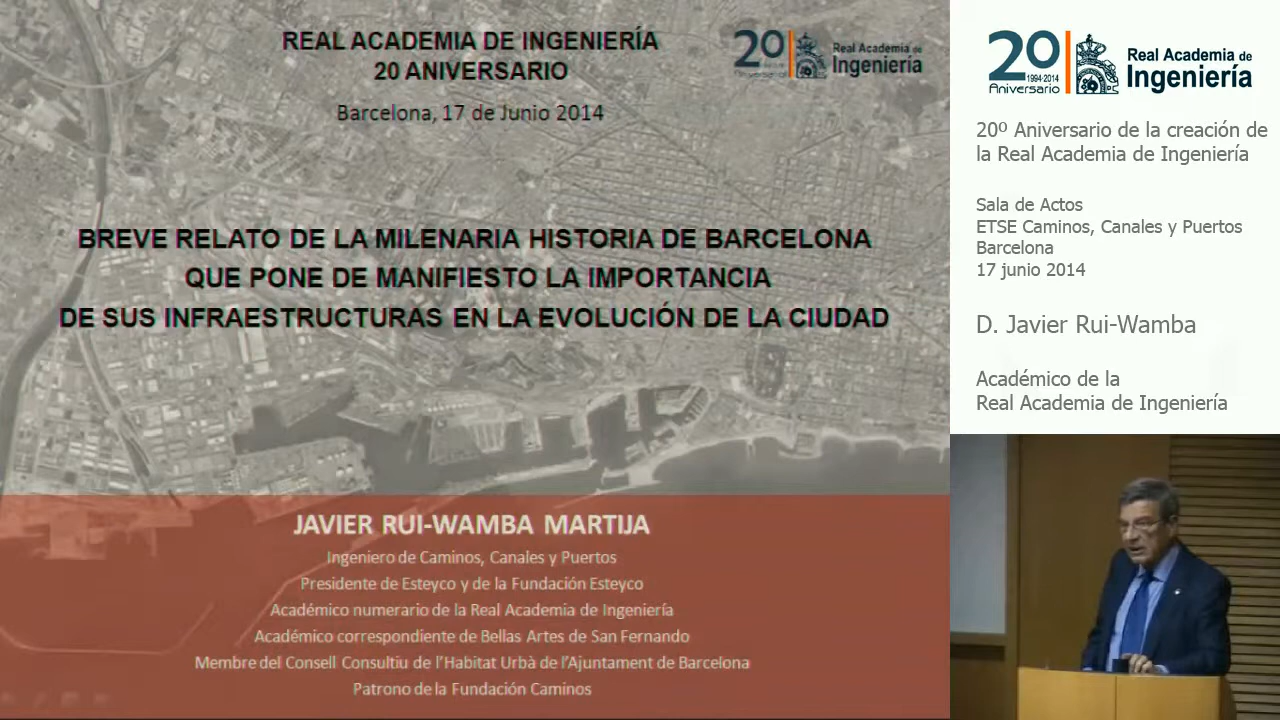 REAL ACADEMIA DE INGENIERÍA
20 ANIVERSARIO
Barcelona, 17 de Junio 2014
20
Aniversario
Real Academia de
Ingeniería
BREVE RELATO DE LA MILENARIA HISTORIA DE BARCELONA
QUE PONE DE MANIFIESTO LA IMPORTANCIA
DE SUS INFRAESTRUCTURAS EN LA EVOLUCIÓN DE LA CIUDAD
JAVIER RUI-WAMBA MARTIJA
Ingeniero de Caminos, Canales y Puertos
Presidente de Esteyco y de la Fundación Esteyco
Académico numerario de la Real Academia de Ingeniería
Académico correspondiente de Bellas Artes de San Fernando
Membre del Consell Consultiu de l'Habitat Urbà de l'Ajuntament de Barcelona
Patrono de la Fundación Caminos
20
1994-2014
Aniversario
Real Academia de
Ingeniería
20º Aniversario de la creación de
la Real Academia de Ingeniería
Sala de Actos
ETSE Caminos, Canales y Puertos
Barcelona
17 junio 2014
D. Javier Rui-Wamba
Académico de la
Real Academia de Ingeniería